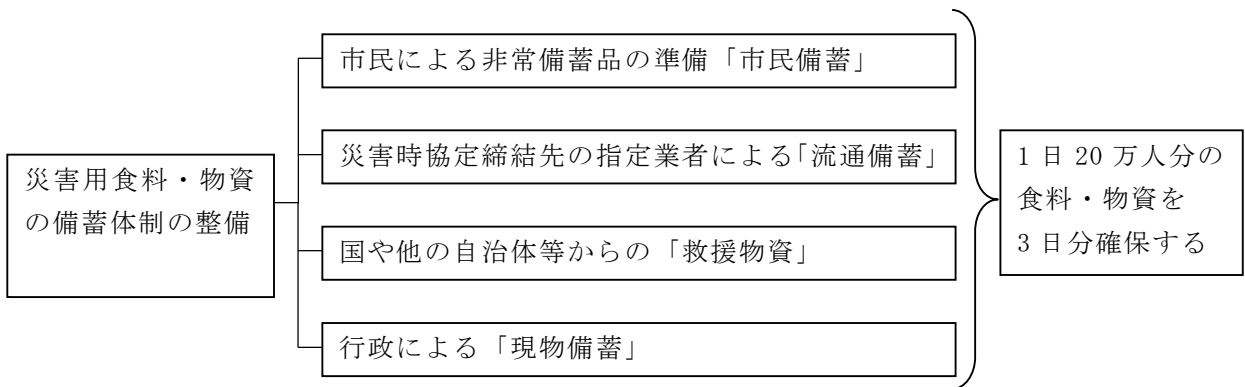 災害用食料・物資
の備蓄体制の整備
市民による非常備蓄品の準備「市民備蓄」
災害時協定締結先の指定業者による「流通備蓄」
国や他の自治体等からの「救援物資」
行政による「現物備蓄」
1日20万人分の
食料・物資を
3日分確保する